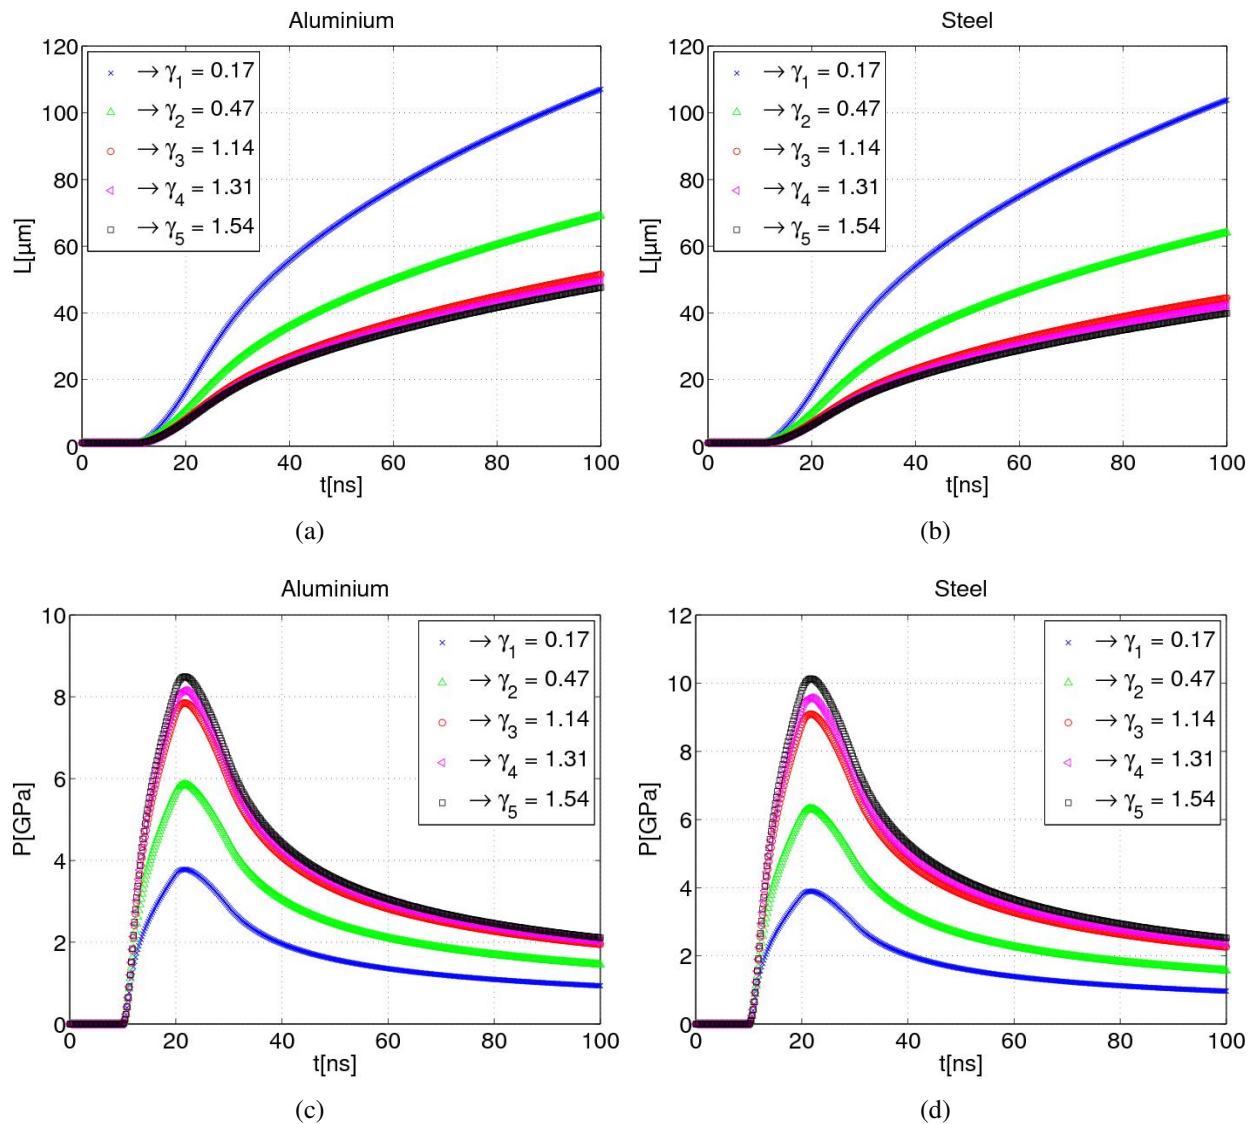 Aluminium
120
100
80
60
40
20
0
L[μm]
→ γ1 = 0.17
→ γ2 = 0.47
→ γ3 = 1.14
→ γ4 = 1.31
→ γ5 = 1.54
0 20 40 60 80 100
t[ns]
(a)
Steel
120
100
80
60
40
20
0
L[μm]
→ γ1 = 0.17
→ γ2 = 0.47
→ γ3 = 1.14
→ γ4 = 1.31
→ γ5 = 1.54
0 20 40 60 80 100
t[ns]
(b)
Aluminium
10
8
6
4
2
0
P[GPa]
→ γ1 = 0.17
→ γ2 = 0.47
→ γ3 = 1.14
→ γ4 = 1.31
→ γ5 = 1.54
0 20 40 60 80 100
t[ns]
(c)
Steel
12
10
8
6
4
2
0
P[GPa]
→ γ1 = 0.17
→ γ2 = 0.47
→ γ3 = 1.14
→ γ4 = 1.31
→ γ5 = 1.54
0 20 40 60 80 100
t[ns]
(d)